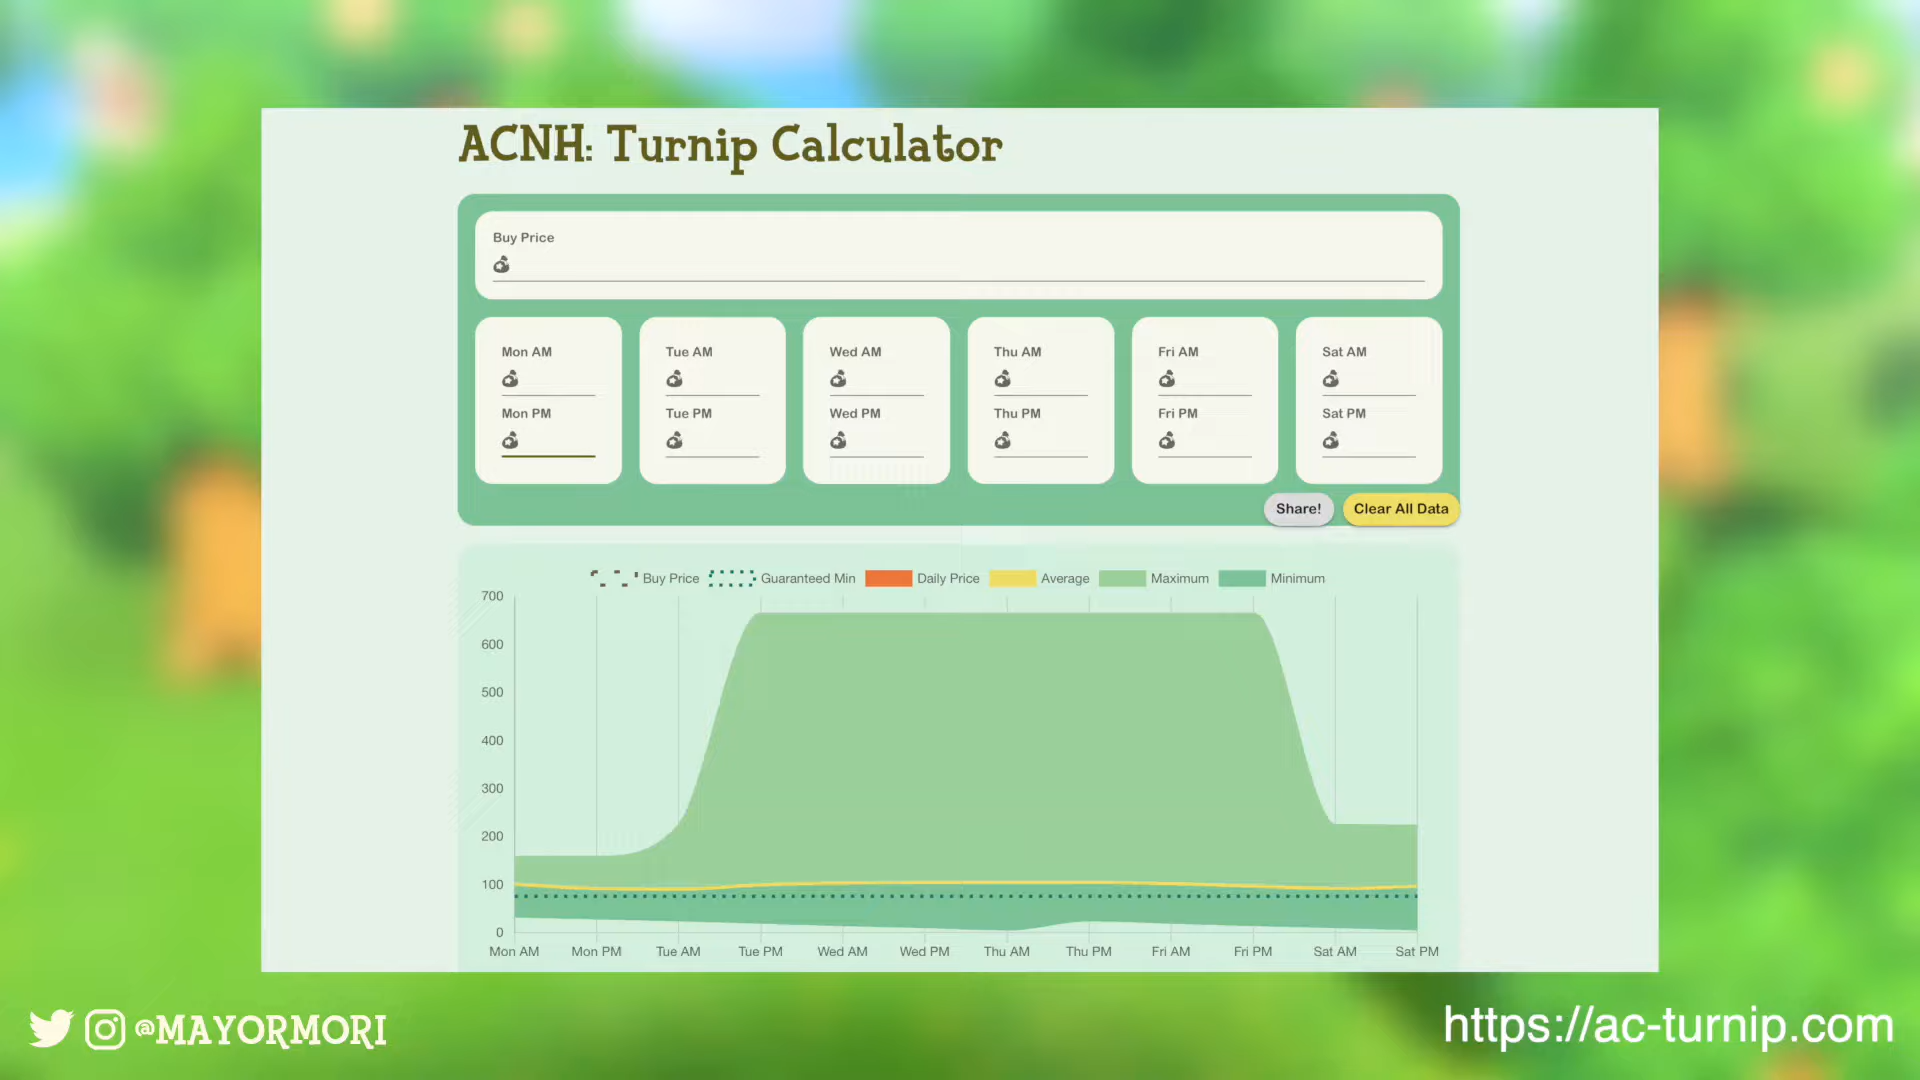 ACNH: Turnip Calculator
Buy Price
Mon AM
Tue AM
Wed AM
Thu AM
Fri AM
Sat AM
Mon PM
Tue PM
Wed PM
Thu PM
Fri PM
Sat PM
Share!
Clear All Data
Buy Price
Guaranteed Min
Daily Price
Average
Maximum
Minimum
700
600
500
400
300
200
100
0
Mon AM
Mon PM
Tue AM
Tue PM
Wed AM
Wed PM
Thu AM
Thu PM
Fri AM
Fri PM
Sat AM
Sat PM
@MAYORMORI
https://ac-turnip.com